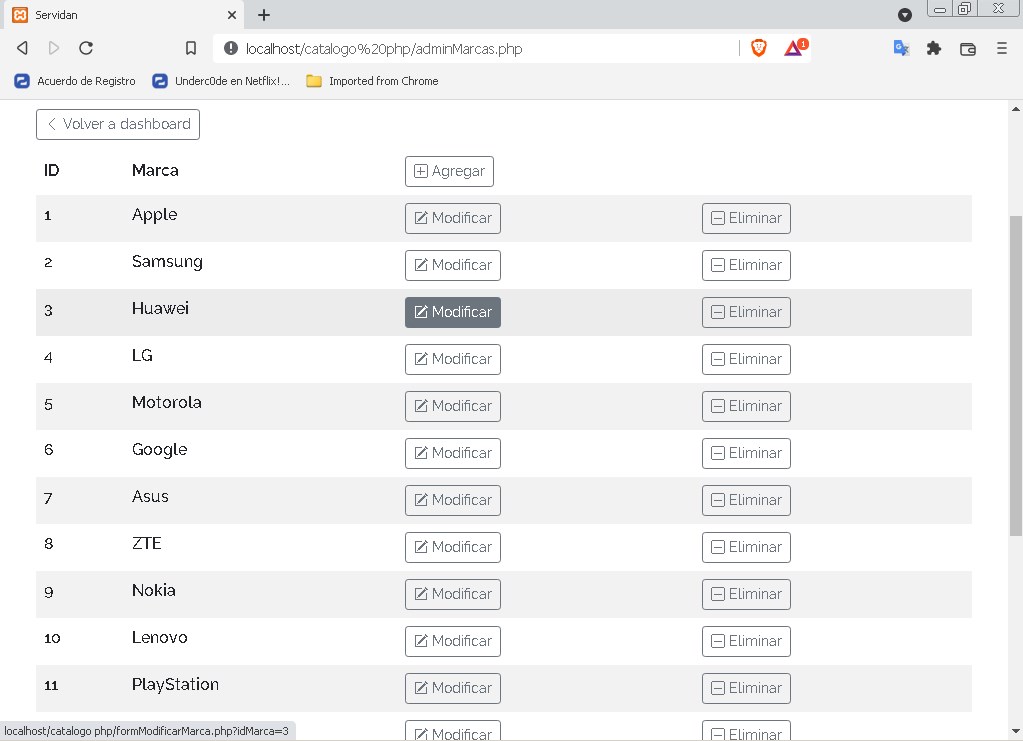 Servidan
localhost/catalogo%20php/adminMarcas.php
1
Acuerdo de Registro Underc0de en Netflix!... Imported from Chrome
Volver a dashboard
ID Marca Agregar
1 Apple Modificar Eliminar
2 Samsung Modificar Eliminar
3 Huawei Modificar Eliminar
4 LG Modificar Eliminar
5 Motorola Modificar Eliminar
6 Google Modificar Eliminar
7 Asus Modificar Eliminar
8 ZTE Modificar Eliminar
9 Nokia Modificar Eliminar
10 Lenovo Modificar Eliminar
11 PlayStation Modificar Eliminar
Modificar Eliminar
localhost/catalogo php/formModificarMarca.php?idMarca=3